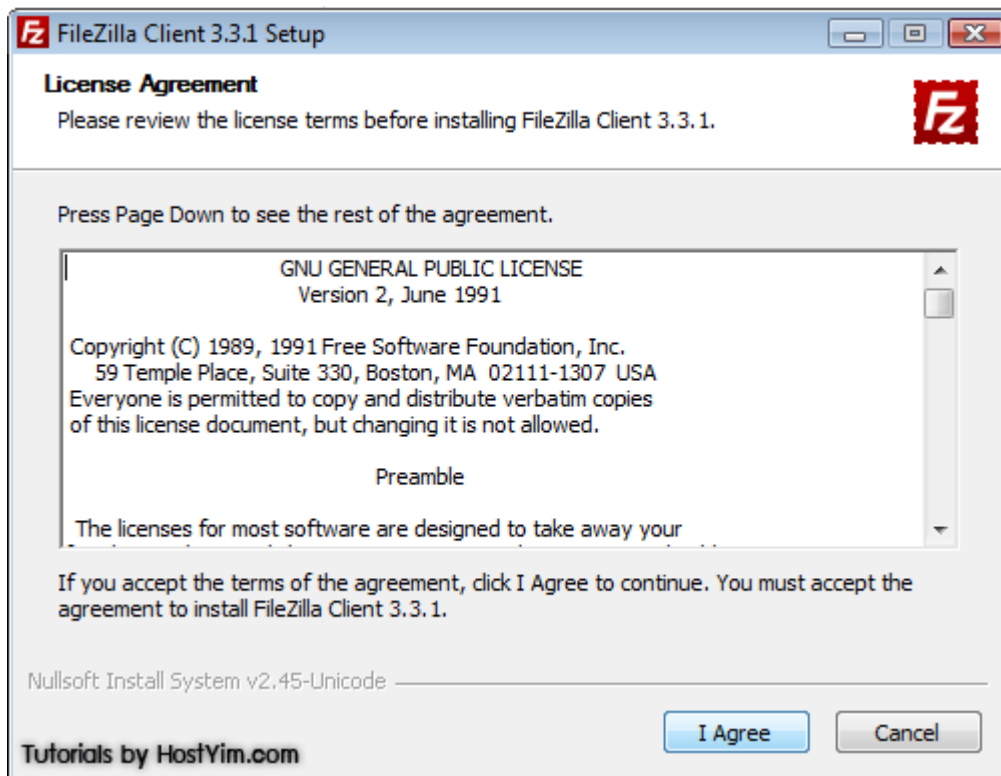 FileZilla Client 3.3.1 Setup
License Agreement
Please review the license terms before installing FileZilla Client 3.3.1.
Fz
Press Page Down to see the rest of the agreement.
GNU GENERAL PUBLIC LICENSE
Version 2, June 1991
Copyright (C) 1989, 1991 Free Software Foundation, Inc.
59 Temple Place, Suite 330, Boston, MA 02111-1307 USA
Everyone is permitted to copy and distribute verbatim copies
of this license document, but changing it is not allowed.
Preamble
The licenses for most software are designed to take away your
If you accept the terms of the agreement, click I Agree to continue. You must accept the
agreement to install FileZilla Client 3.3.1.
Nullsoft Install System v2.45-Unicode
I Agree
Cancel
Tutorials by HostYim.com